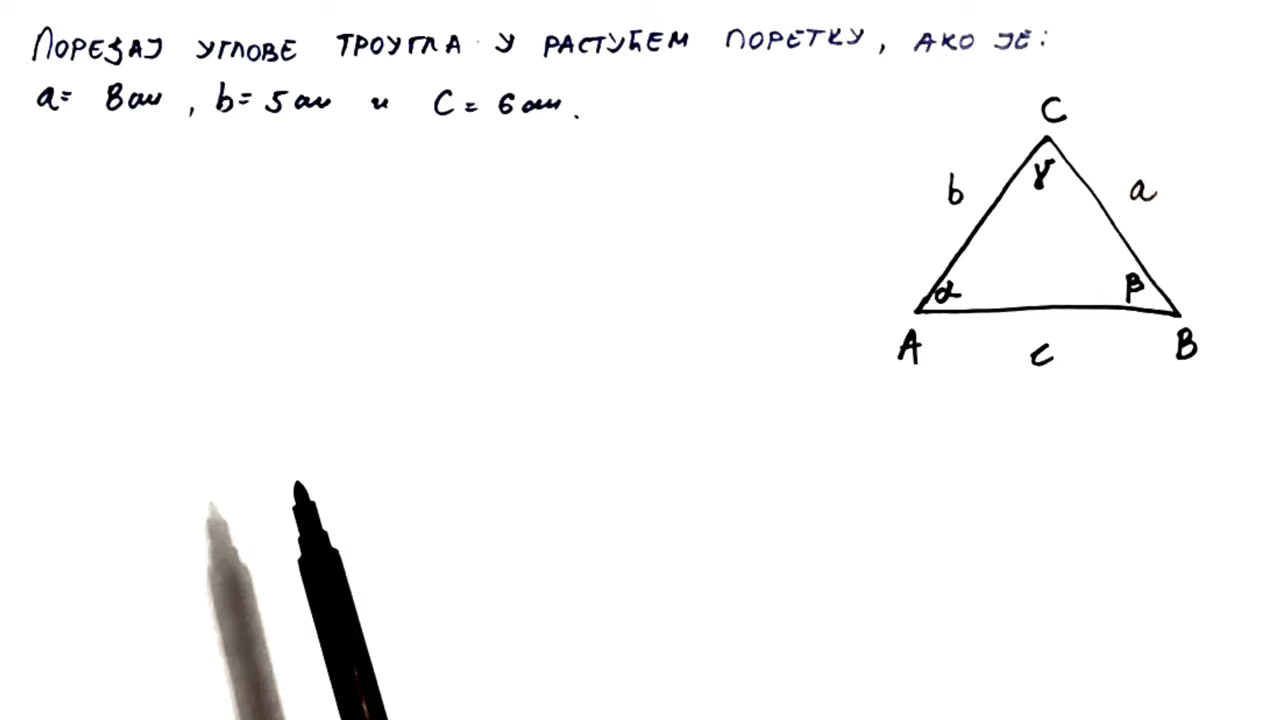 ПОРЕЂАЈ УГЛОВЕ ТРОУГЛА У РАСТУЋЕМ ПОРЕТКУ, АКО ЈЕ:
a= 8cm, b= 5cm и c= 6cm.
C
b γ a
α β
A c B